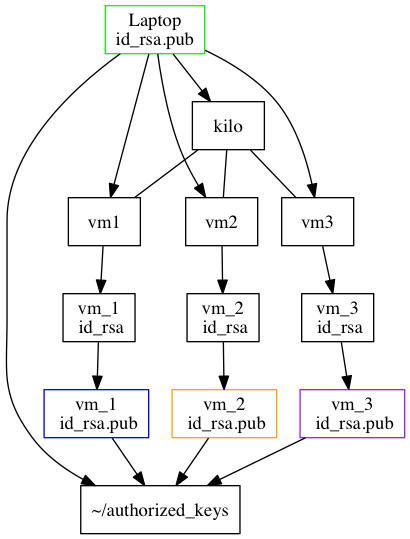 Laptop
id_rsa.pub
kilo
vm1
vm2
vm3
vm_1
id_rsa
vm_2
id_rsa
vm_3
id_rsa
vm_1
id_rsa.pub
vm_2
id_rsa.pub
vm_3
id_rsa.pub
~/authorized_keys